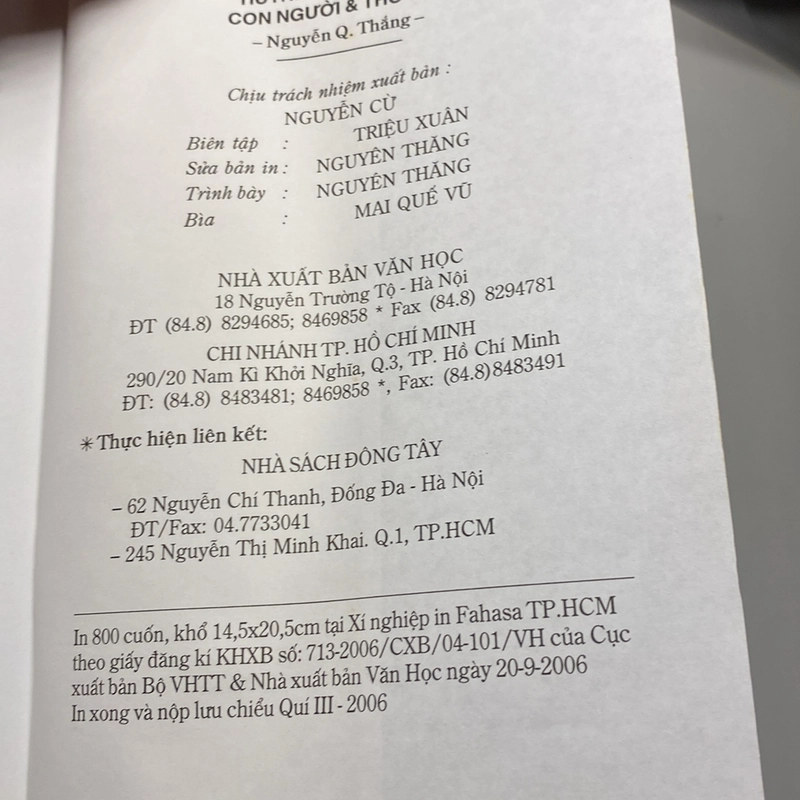 CON NGƯỜI &
– Nguyễn Q. Thắng –
Chịu trách nhiệm xuất bản :
NGUYỄN CỪ
Biên tập : TRIỆU XUÂN
Sửa bản in : NGUYÊN THĂNG
Trình bày : NGUYÊN THĂNG
Bìa : MAI QUẾ VŨ
NHÀ XUẤT BẢN VĂN HỌC
18 Nguyễn Trường Tộ - Hà Nội
ĐT (84.8) 8294685; 8469858 * Fax (84.8) 8294781
CHI NHÁNH TP. HỒ CHÍ MINH
290/20 Nam Kì Khởi Nghĩa, Q.3, TP. Hồ Chí Minh
ĐT: (84.8) 8483481; 8469858 *, Fax: (84.8)8483491
* Thực hiện liên kết:
NHÀ SÁCH ĐÔNG TÂY
– 62 Nguyễn Chí Thanh, Đống Đa - Hà Nội
ĐT/Fax: 04.7733041
– 245 Nguyễn Thị Minh Khai. Q.1, TP.HCM
In 800 cuốn, khổ 14,5x20,5cm tại Xí nghiệp in Fahasa TP.HCM
theo giấy đăng kí KHXB số: 713-2006/CXB/04-101/VH của Cục
xuất bản Bộ VHTT & Nhà xuất bản Văn Học ngày 20-9-2006
In xong và nộp lưu chiểu Quí III - 2006